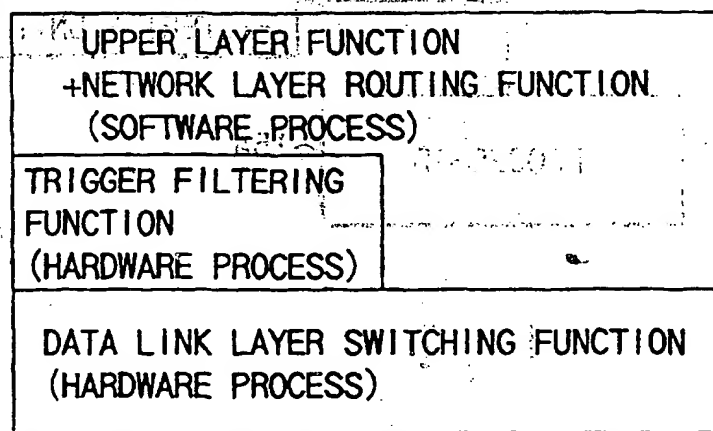 UPPER LAYER FUNCTION
+NETWORK LAYER ROUTING FUNCTION
(SOFTWARE PROCESS)
TRIGGER FILTERING
FUNCTION
(HARDWARE PROCESS)
DATA LINK LAYER SWITCHING FUNCTION
(HARDWARE PROCESS)